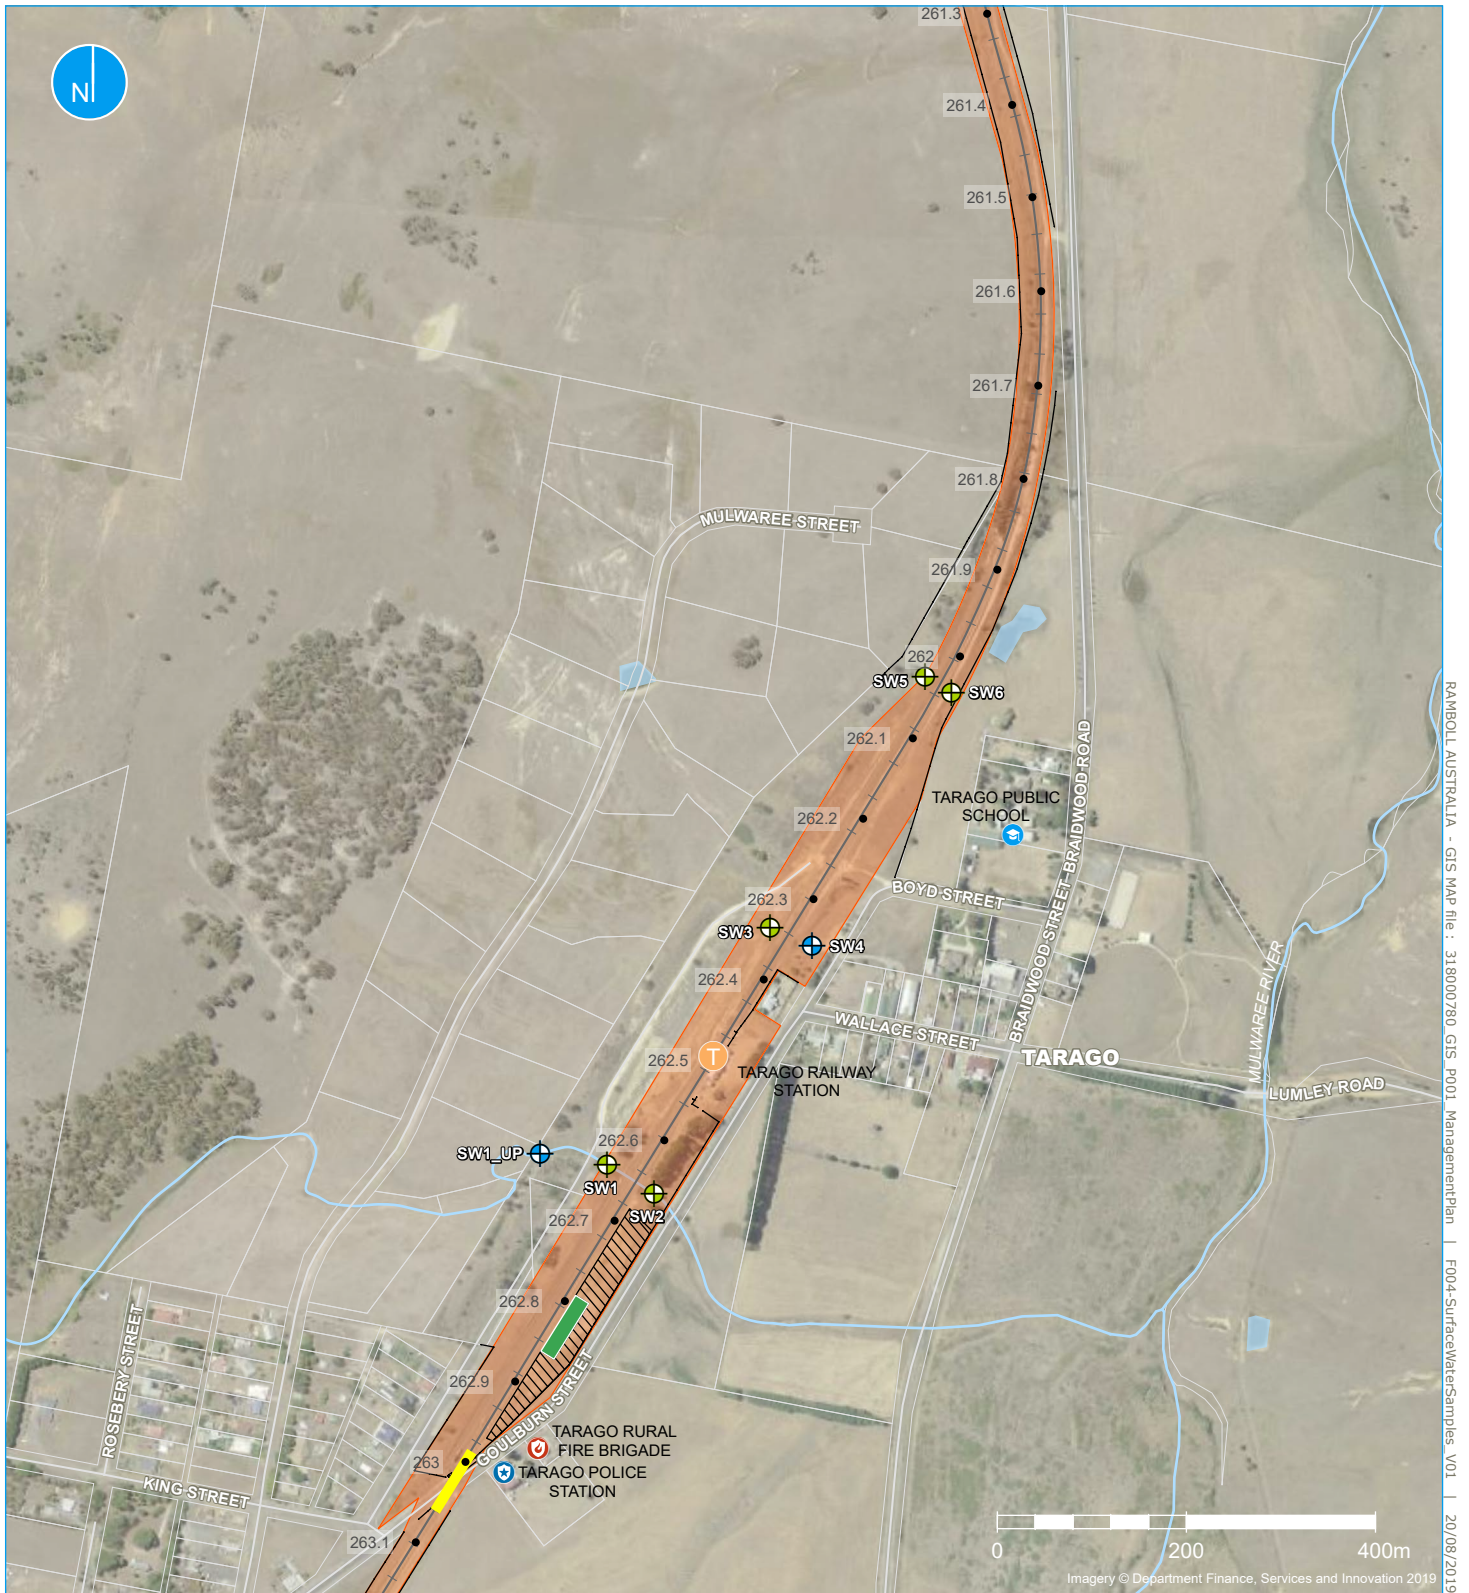 261.3
N
261.4
261.5
261.6
261.7
261.8
MULWAREE STREET
261.9
262
SW5
SW6
262.1
TARAGO PUBLIC
SCHOOL
262.2
BRAIDWOOD STREET-BRAIDWOOD ROAD
BOYD STREET
262.3
SW3
SW4
262.4
WALLACE STREET
MULWAREE RIVER
262.5
T
TARAGO
TARAGO RAILWAY
STATION
LUMLEY ROAD
262.6
SW1_UP
SW1
SW2
262.7
262.8
ROSEBERY STREET
262.9
GOULBURN STREET
TARAGO RURAL
FIRE BRIGADE
263
TARAGO POLICE
STATION
KING STREET
263.1
0 200 400m
Imagery © Department Finance, Services and Innovation 2019
RAMBOLL AUSTRALIA - GIS MAP file : 318000780_GIS_P001_ManagementPlan | F004-SurfaceWaterSamples_V01 | 20/08/2019